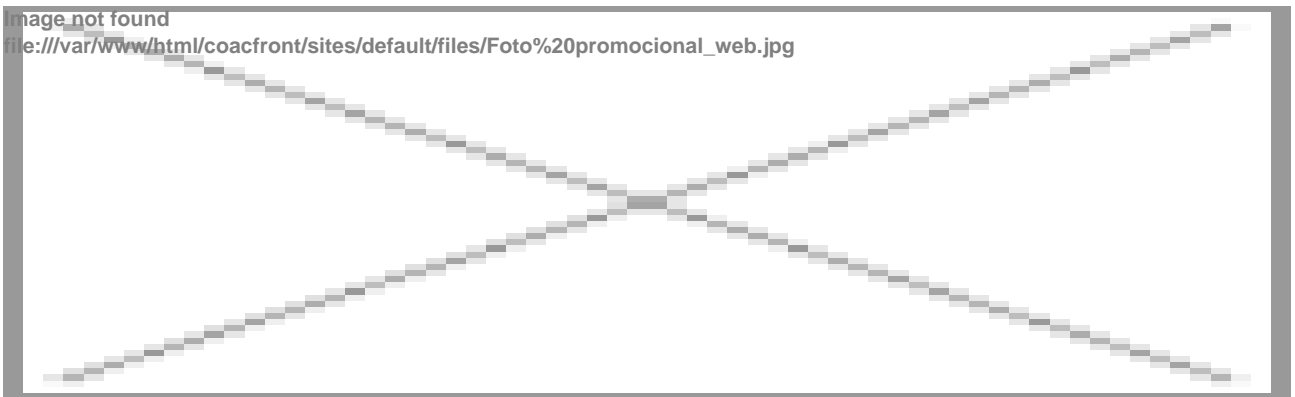 Image not found
file:///var/www/html/coacfront/sites/default/files/Foto%20promocional_web.jpg